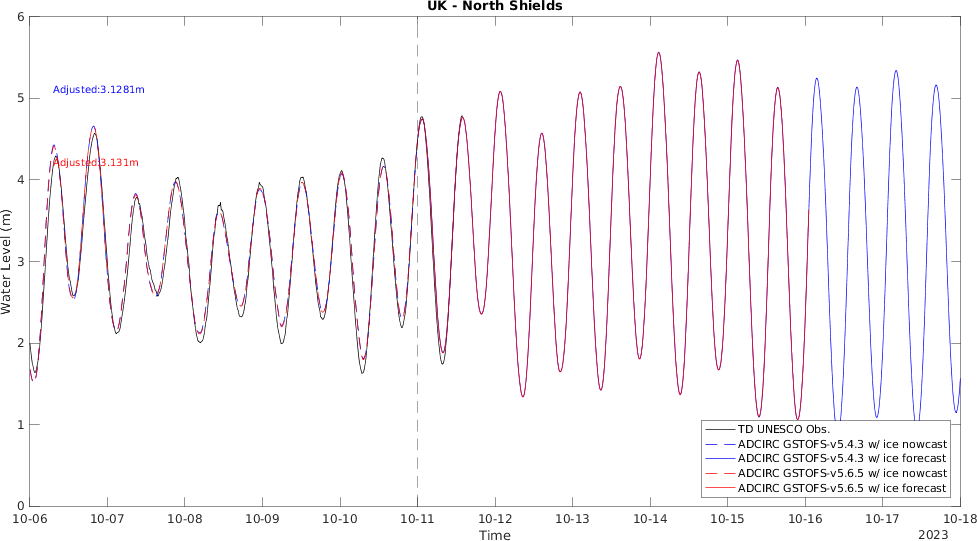 UK - North Shields
6
5
4
3
2
1
0
Water Level (m)
Adjusted:3.1281m
Adjusted:3.131m
TD UNESCO Obs.
ADCIRC GSTOFS-v5.4.3 w/ ice nowcast
ADCIRC GSTOFS-v5.4.3 w/ ice forecast
ADCIRC GSTOFS-v5.6.5 w/ ice nowcast
ADCIRC GSTOFS-v5.6.5 w/ ice forecast
10-06 10-07 10-08 10-09 10-10 10-11 10-12 10-13 10-14 10-15 10-16 10-17 10-18
Time
2023